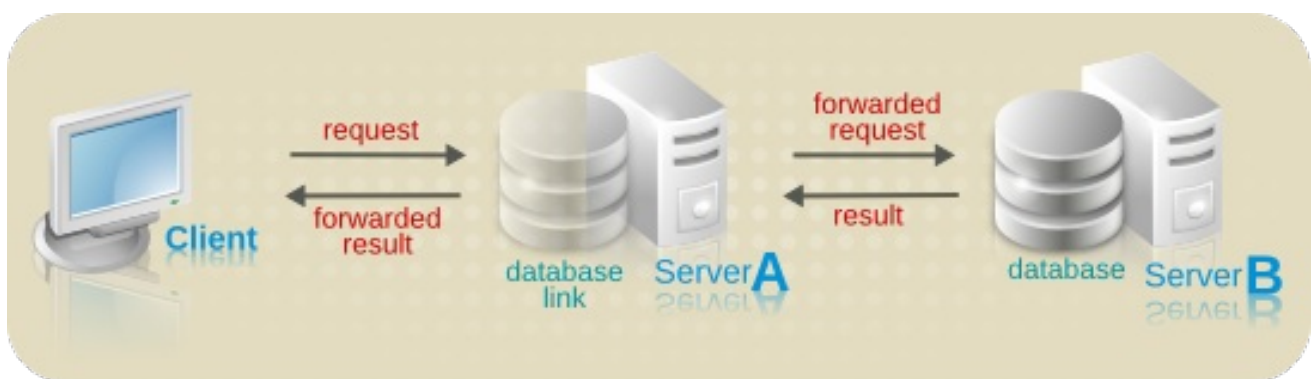 request
forwarded
result
Client
database
link
Server A
forwarded
request
result
database
Server B